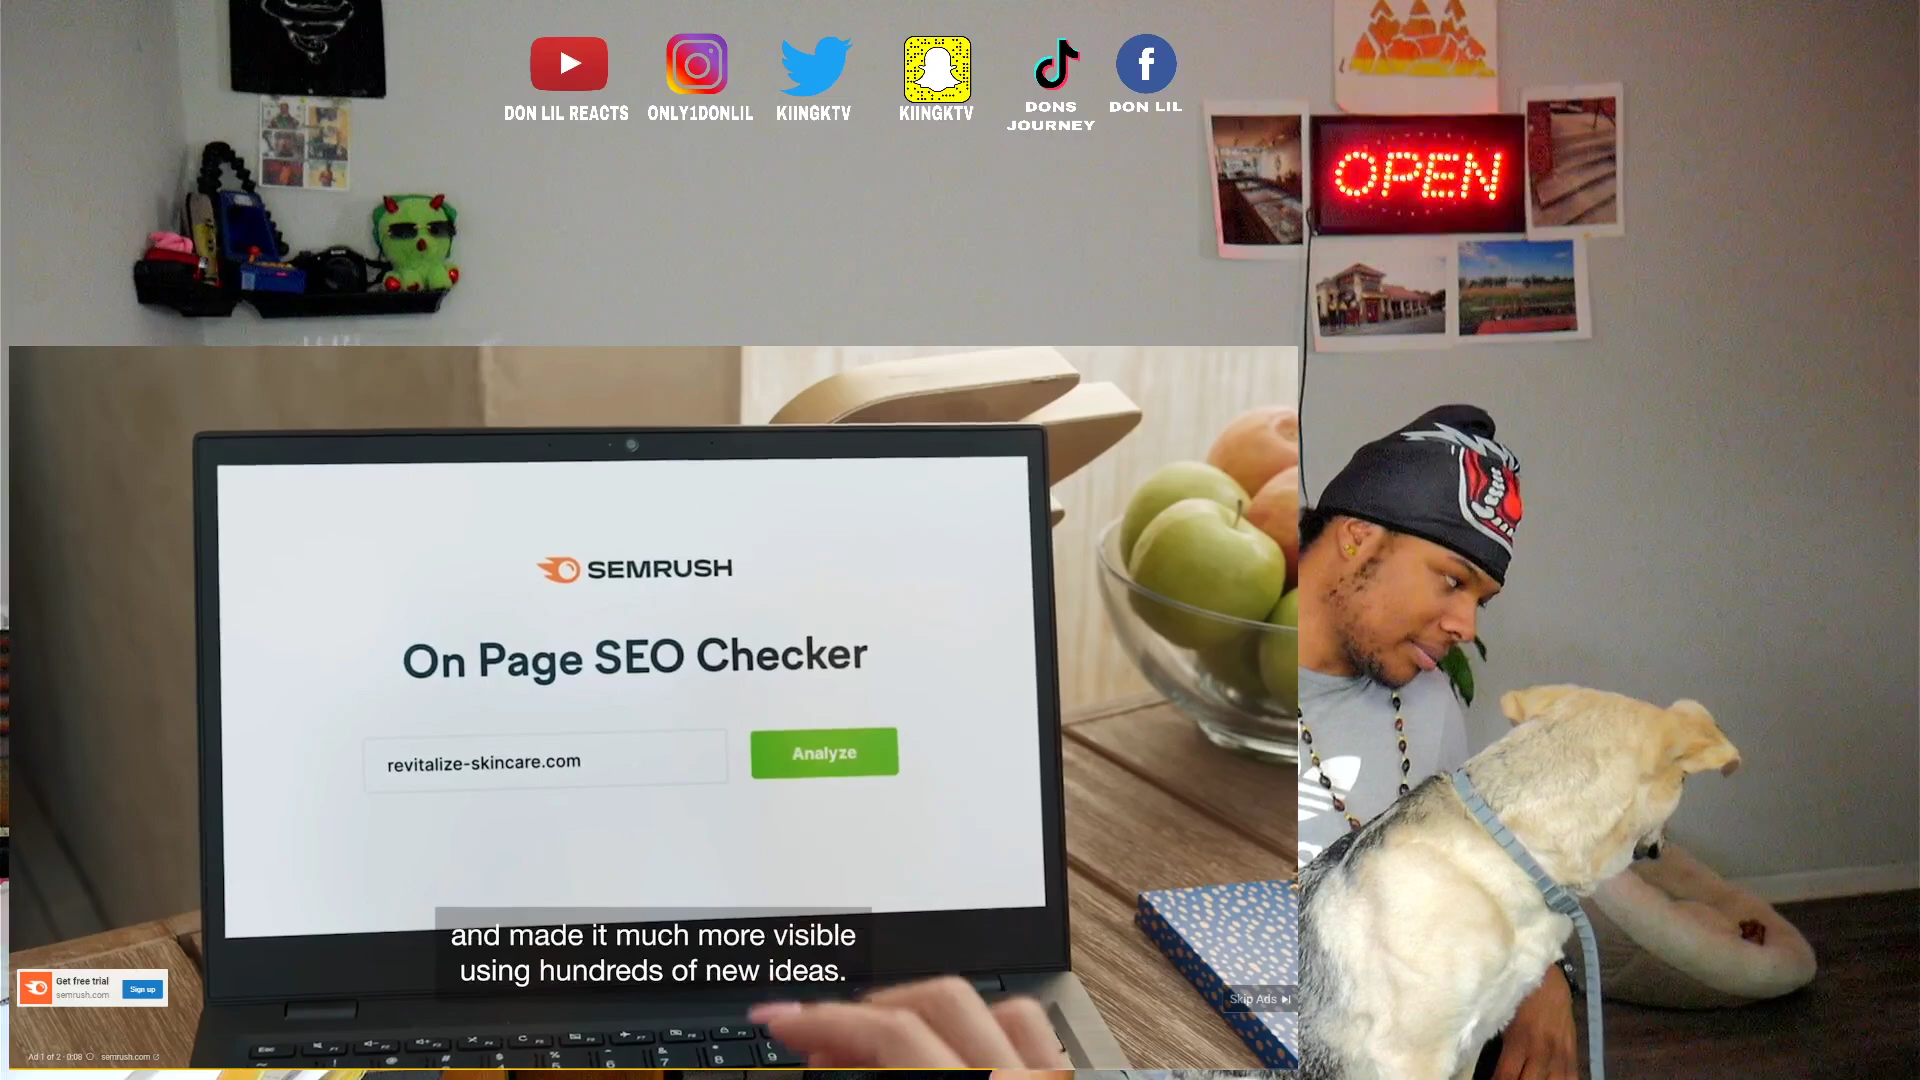 DON LIL REACTS
ONLY1DONLIL
KIINGKTV
KIINGKTV
DONS
JOURNEY
DON LIL
OPEN
SEMRUSH
On Page SEO Checker
revitalize-skincare.com
Analyze
and made it much more visible
using hundreds of new ideas.
Get free trial
semrush.com
Sign up
Skip Ads
Ad 1 of 2 · 0:08
semrush.com